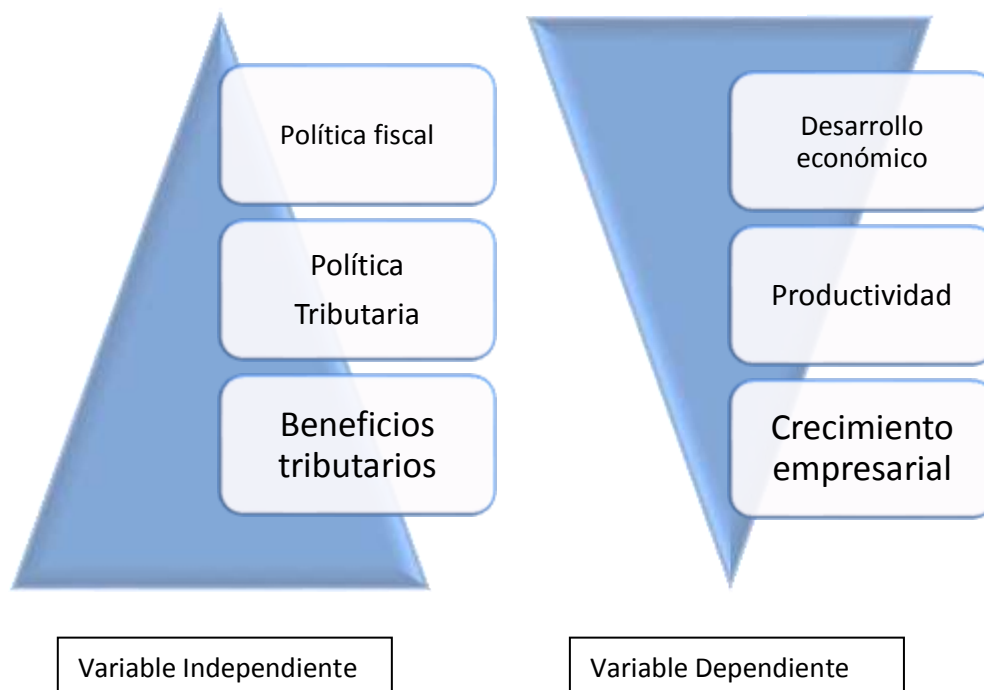 Política fiscal
Política
Tributaria
Beneficios
tributarios
Variable Independiente
Desarrollo
económico
Productividad
Crecimiento
empresarial
Variable Dependiente